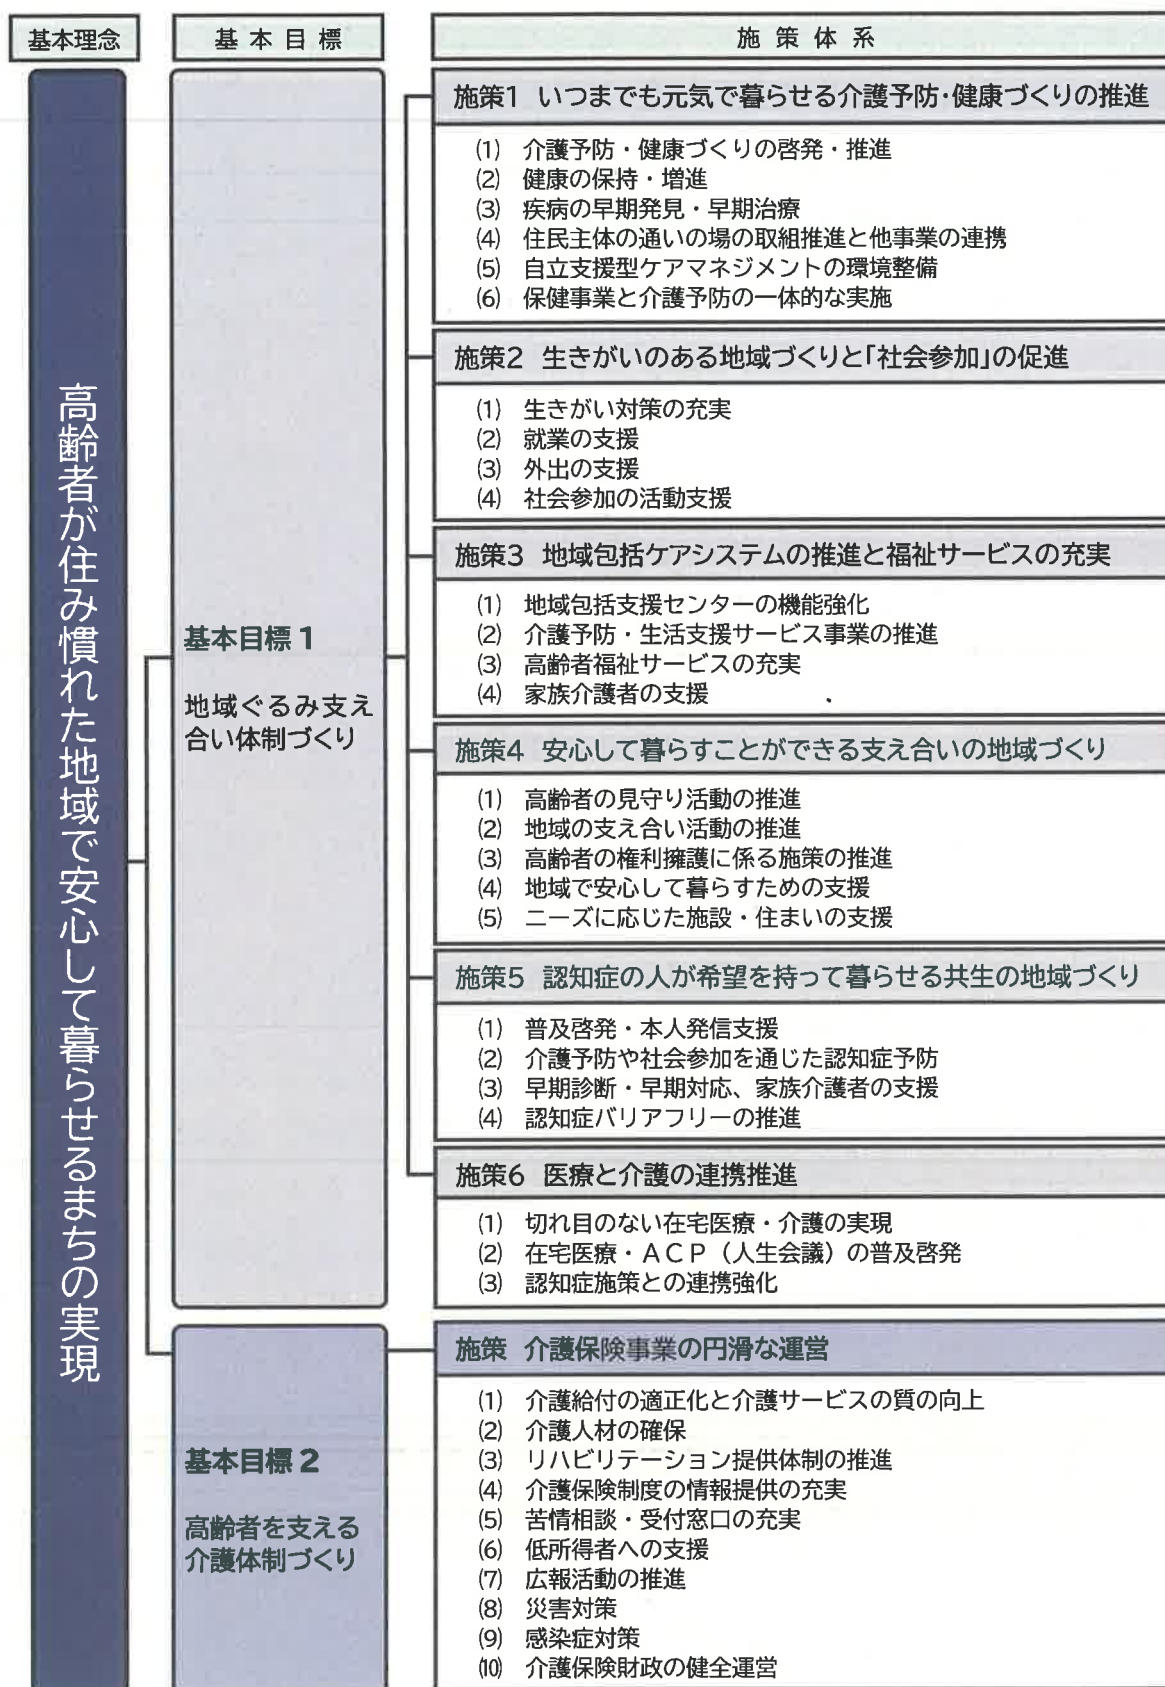 基本理念
基本目標
施策体系
高齢者が住み慣れた地域で安心して暮らせるまちの実現
基本目標1
地域ぐるみ支え
合い体制づくり
施策1 いつまでも元気で暮らせる介護予防・健康づくりの推進
(1) 介護予防・健康づくりの啓発・推進
(2) 健康の保持・増進
(3) 疾病の早期発見・早期治療
(4) 住民主体の通いの場の取組推進と他事業の連携
(5) 自立支援型ケアマネジメントの環境整備
(6) 保健事業と介護予防の一体的な実施
施策2 生きがいのある地域づくりと「社会参加」の促進
(1) 生きがい対策の充実
(2) 就業の支援
(3) 外出の支援
(4) 社会参加の活動支援
施策3 地域包括ケアシステムの推進と福祉サービスの充実
(1) 地域包括支援センターの機能強化
(2) 介護予防・生活支援サービス事業の推進
(3) 高齢者福祉サービスの充実
(4) 家族介護者の支援
施策4 安心して暮らすことができる支え合いの地域づくり
(1) 高齢者の見守り活動の推進
(2) 地域の支え合い活動の推進
(3) 高齢者の権利擁護に係る施策の推進
(4) 地域で安心して暮らすための支援
(5) ニーズに応じた施設・住まいの支援
施策5 認知症の人が希望を持って暮らせる共生の地域づくり
(1) 普及啓発・本人発信支援
(2) 介護予防や社会参加を通じた認知症予防
(3) 早期診断・早期対応、家族介護者の支援
(4) 認知症バリアフリーの推進
施策6 医療と介護の連携推進
(1) 切れ目のない在宅医療・介護の実現
(2) 在宅医療・ACP（人生会議）の普及啓発
(3) 認知症施策との連携強化
基本目標2
高齢者を支える
介護体制づくり
施策 介護保険事業の円滑な運営
(1) 介護給付の適正化と介護サービスの質の向上
(2) 介護人材の確保
(3) リハビリテーション提供体制の推進
(4) 介護保険制度の情報提供の充実
(5) 苦情相談・受付窓口の充実
(6) 低所得者への支援
(7) 広報活動の推進
(8) 災害対策
(9) 感染症対策
(10) 介護保険財政の健全運営